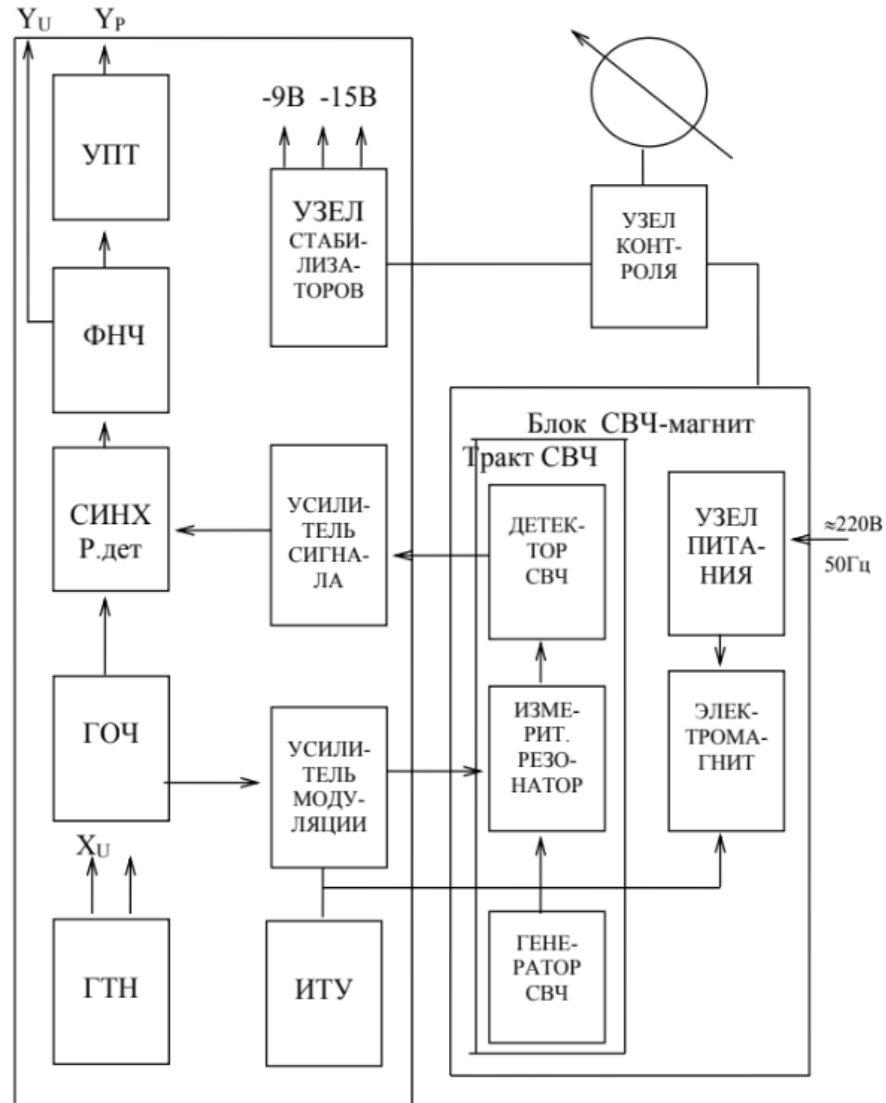 Y_U Y_P
УПТ
-9В -15В
УЗЕЛ
СТАБИ-
ЛИЗА-
ТОРОВ
УЗЕЛ
КОНТ-
РОЛЯ
ФНЧ
Блок СВЧ-магнит
Тракт СВЧ
СИНХ
Р.дет
УСИЛИ-
ТЕЛЬ
СИГНА-
ЛА
ДЕТЕК-
ТОР
СВЧ
УЗЕЛ
ПИТА-
НИЯ
≈220В
50Гц
ГОЧ
УСИЛИ-
ТЕЛЬ
МОДУ-
ЛЯЦИИ
ИЗМЕ-
РИТ.
РЕЗО-
НАТОР
ЭЛЕК-
ТРОМА-
ГНИТ
X_U
ГТН
ИТУ
ГЕНЕ-
РАТОР
СВЧ